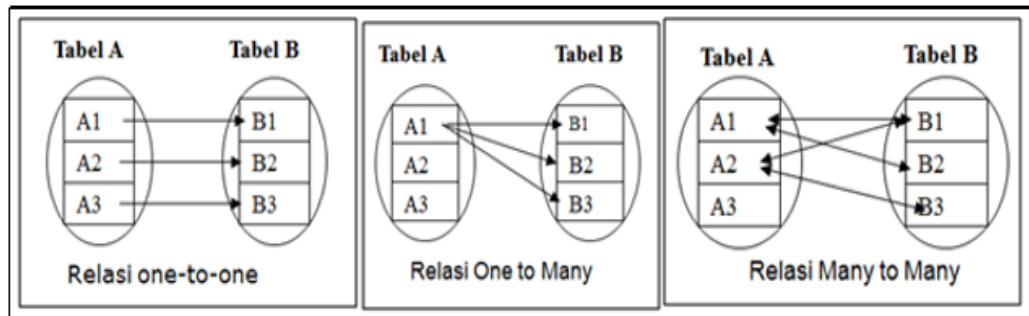 Tabel A Tabel B
A1 B1
A2 B2
A3 B3
Relasi one-to-one
Tabel A Tabel B
A1 B1
A2 B2
A3 B3
Relasi One to Many
Tabel A Tabel B
A1 B1
A2 B2
A3 B3
Relasi Many to Many